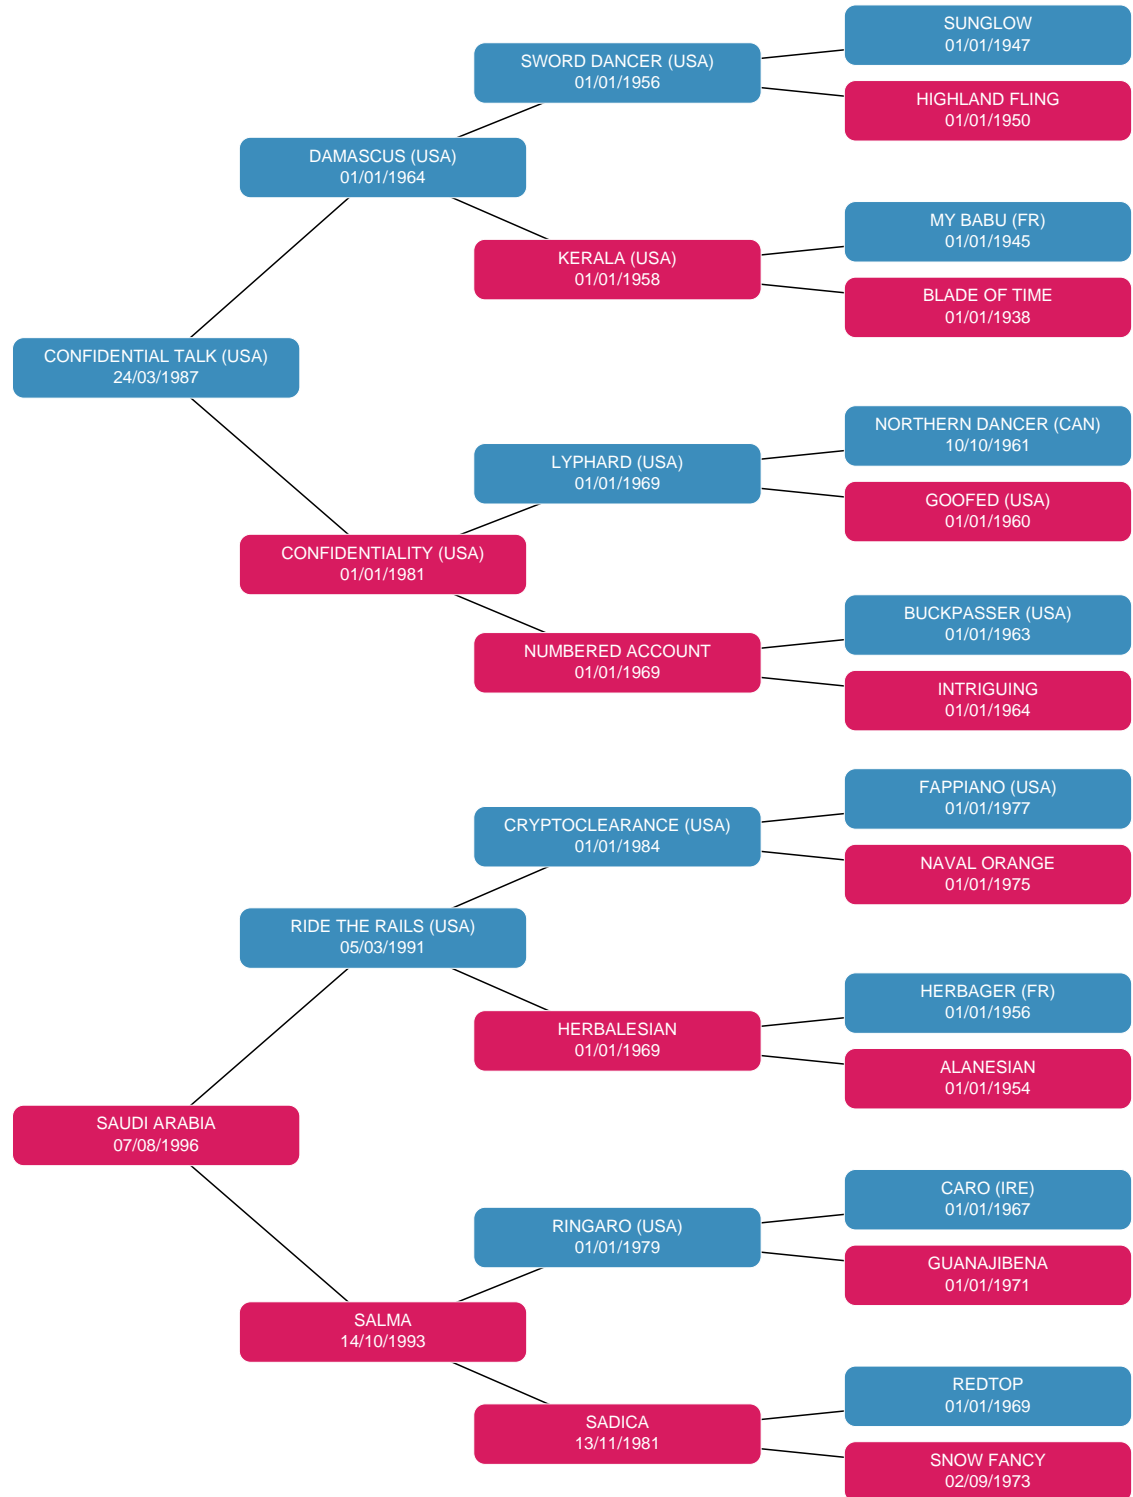 SUNGLOW
01/01/1947
SWORD DANCER (USA)
01/01/1956
HIGHLAND FLING
01/01/1950
DAMASCUS (USA)
01/01/1964
MY BABU (FR)
01/01/1945
KERALA (USA)
01/01/1958
BLADE OF TIME
01/01/1938
CONFIDENTIAL TALK (USA)
24/03/1987
NORTHERN DANCER (CAN)
10/10/1961
LYPHARD (USA)
01/01/1969
GOOFED (USA)
01/01/1960
CONFIDENTIALITY (USA)
01/01/1981
BUCKPASSER (USA)
01/01/1963
NUMBERED ACCOUNT
01/01/1969
INTRIGUING
01/01/1964
FAPPIANO (USA)
01/01/1977
CRYPTOCLEARANCE (USA)
01/01/1984
NAVAL ORANGE
01/01/1975
RIDE THE RAILS (USA)
05/03/1991
HERBAGER (FR)
01/01/1956
HERBALESIAN
01/01/1969
ALANESIAN
01/01/1954
SAUDI ARABIA
07/08/1996
CARO (IRE)
01/01/1967
RINGARO (USA)
01/01/1979
GUANAJIBENA
01/01/1971
SALMA
14/10/1993
REDTOP
01/01/1969
SADICA
13/11/1981
SNOW FANCY
02/09/1973